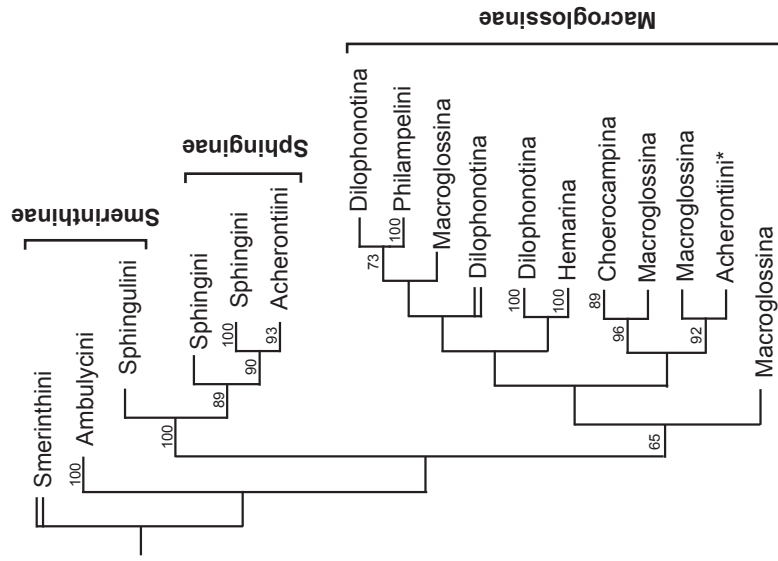 Smerinthinae
Sphinginae
Macroglossinae
Smerinthini
Ambulycini
Sphingulini
Sphingini
Sphingini
Acherontiini
Dilophonotina
Philampelini
Macroglossina
Dilophonotina
Dilophonotina
Hemarina
Choerocampina
Macroglossina
Macroglossina
Acherontiini*
Macroglossina
100
100
89
90
100
93
65
73
100
100
100
89
96
92